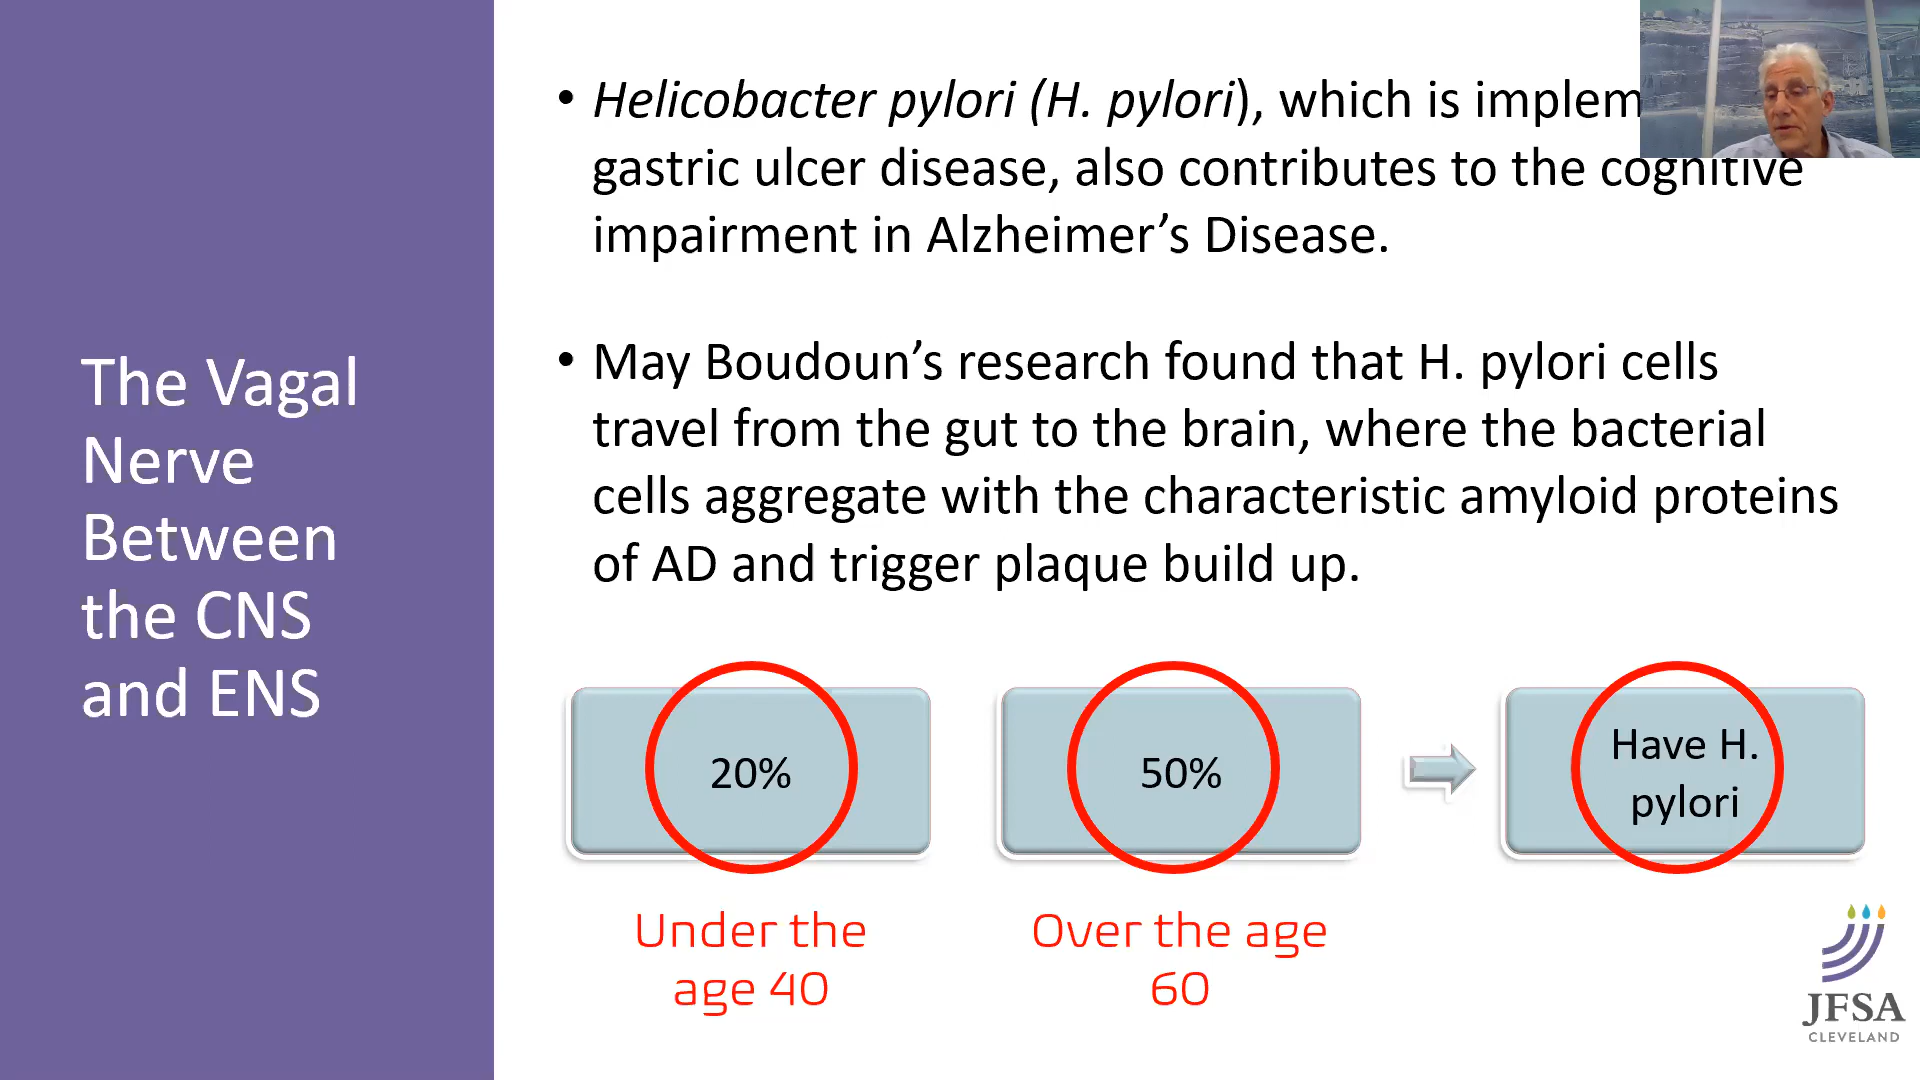 The Vagal
Nerve
Between
the CNS
and ENS
• Helicobacter pylori (H. pylori), which is
gastric ulcer disease, also contributes to the cognitive
impairment in Alzheimer’s Disease.
• May Boudoun’s research found that H. pylori cells
travel from the gut to the brain, where the bacterial
cells aggregate with the characteristic amyloid proteins
of AD and trigger plaque build up.
20%
50%
Have H.
pylori
Under the
age 40
Over the age
60
JFSA
CLEVELAND